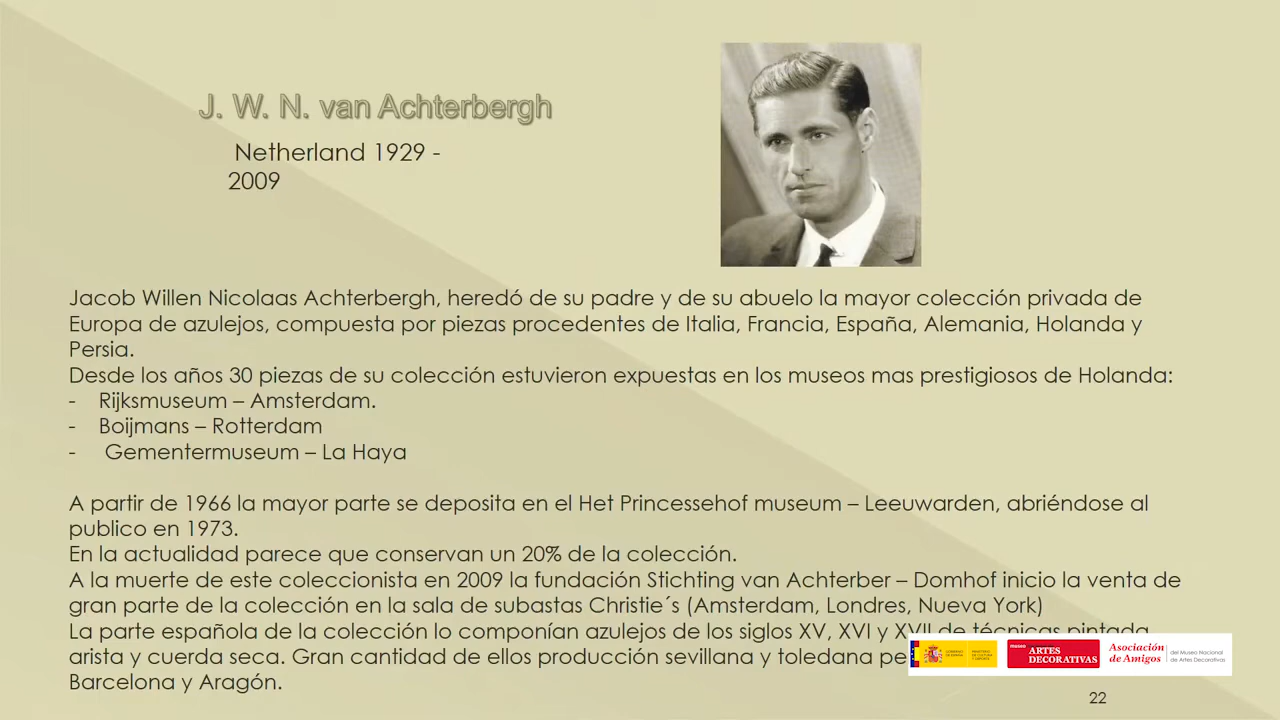 J. W. N. van Achterbergh
Netherland 1929 -
2009
Jacob Willen Nicolaas Achterbergh, heredó de su padre y de su abuelo la mayor colección privada de
Europa de azulejos, compuesta por piezas procedentes de Italia, Francia, España, Alemania, Holanda y
Persia.
Desde los años 30 piezas de su colección estuvieron expuestas en los museos mas prestigiosos de Holanda:
- Rijksmuseum – Amsterdam.
- Boijmans – Rotterdam
- Gementermuseum – La Haya
A partir de 1966 la mayor parte se deposita en el Het Princessehof museum – Leeuwarden, abriéndose al
publico en 1973.
En la actualidad parece que conservan un 20% de la colección.
A la muerte de este coleccionista en 2009 la fundación Stichting van Achterber – Domhof inicio la venta de
gran parte de la colección en la sala de subastas Christie´s (Amsterdam, Londres, Nueva York)
La parte española de la colección lo componían azulejos de los siglos XV, XVI y XVII de técnicas pintada,
arista y cuerda seca. Gran cantidad de ellos producción sevillana y toledana
Barcelona y Aragón.
GOBIERNO DE ESPAÑA
MINISTERIO DE CULTURA Y DEPORTE
museo
ARTES
DECORATIVAS
Asociación
de Amigos
del Museo Nacional
de Artes Decorativas
22